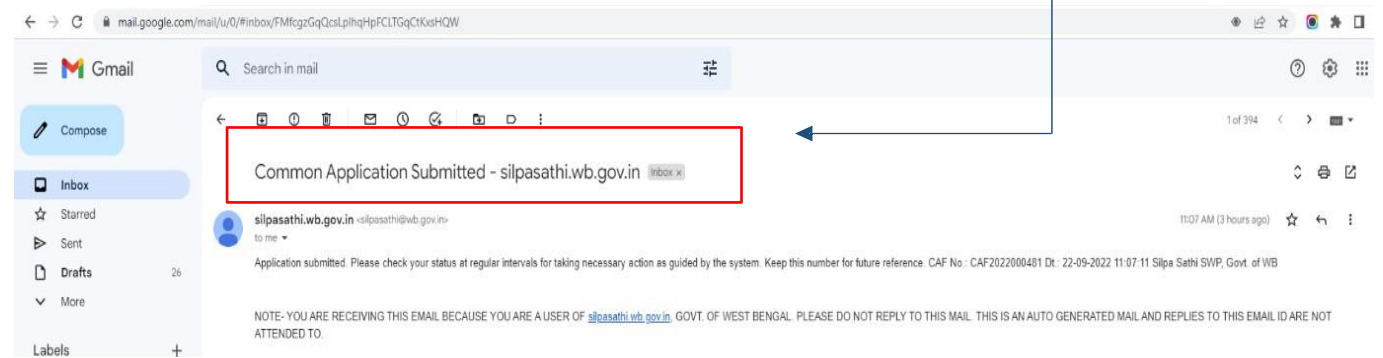 mail.google.com/mail/u/0/#inbox/FMfcgzGqQcsLplhqHpFCLTGqCtKxsHQW
Gmail
Search in mail
Compose
1 of 394
Common Application Submitted - silpasathi.wb.gov.in Inbox x
Inbox
Starred
silpasathi.wb.gov.in <silpasathi@wb.gov.in>
11:07 AM (3 hours ago)
to me
Sent
Application submitted. Please check your status at regular intervals for taking necessary action as guided by the system. Keep this number for future reference. CAF No.: CAF2022000481 Dt.: 22-09-2022 11:07:11 Silpa Sathi SWP, Govt. of WB
Drafts 26
More
NOTE- YOU ARE RECEIVING THIS EMAIL BECAUSE YOU ARE A USER OF silpasathi.wb.gov.in, GOVT. OF WEST BENGAL. PLEASE DO NOT REPLY TO THIS MAIL. THIS IS AN AUTO GENERATED MAIL AND REPLIES TO THIS EMAIL ID ARE NOT
ATTENDED TO.
Labels +